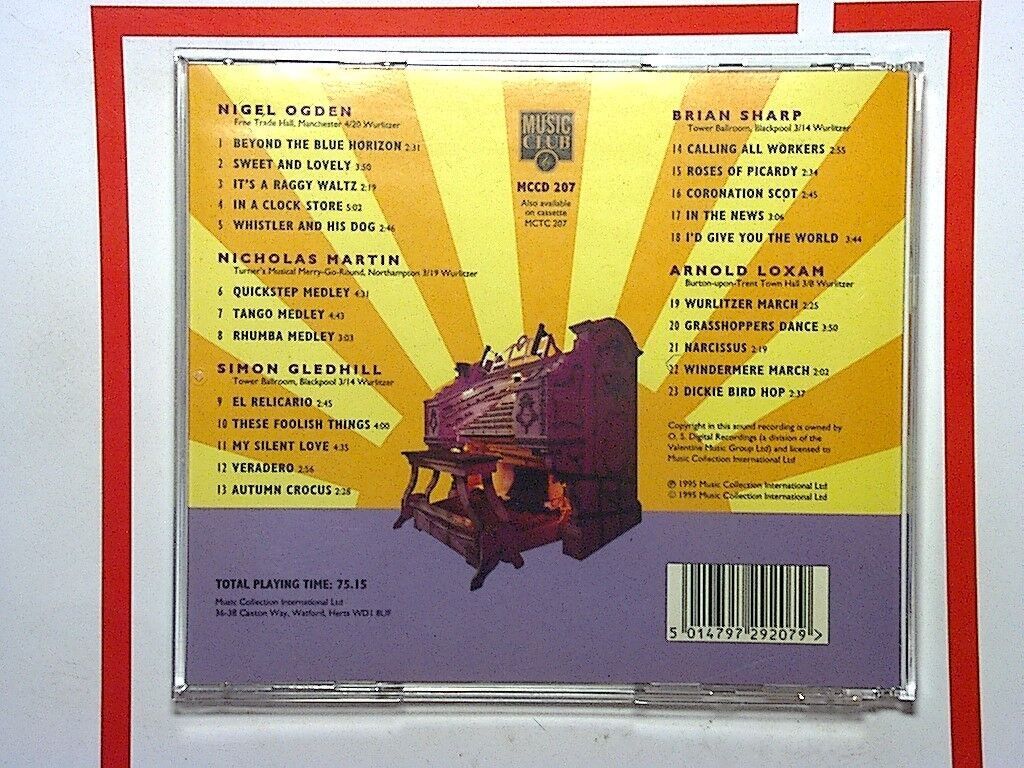 NIGEL OGDEN
Free Trade Hall, Manchester 4/20 Wurlitzer
1 BEYOND THE BLUE HORIZON 2:31
2 SWEET AND LOVELY 3:50
3 IT'S A RAGGY WALTZ 2:19
4 IN A CLOCK STORE 5:02
5 WHISTLER AND HIS DOG 2:46
NICHOLAS MARTIN
Turner's Musical Merry-Go-Round, Northampton 3/19 Wurlitzer
6 QUICKSTEP MEDLEY 4:31
7 TANGO MEDLEY 4:43
8 RHUMBA MEDLEY 3:03
SIMON GLEDHILL
Tower Ballroom, Blackpool 3/14 Wurlitzer
9 EL RELICARIO 2:45
10 THESE FOOLISH THINGS 4:00
11 MY SILENT LOVE 4:35
12 VERADERO 2:56
13 AUTUMN CROCUS 2:28
TOTAL PLAYING TIME: 75.15
Music Collection International Ltd
36-38 Caxton Way, Watford, Herts WD1 8UF
MUSIC
CLUB
MCCD 207
Also available
on cassette
MCTC 207
BRIAN SHARP
Tower Ballroom, Blackpool 3/14 Wurlitzer
14 CALLING ALL WORKERS 2:55
15 ROSES OF PICARDY 2:34
16 CORONATION SCOT 2:45
17 IN THE NEWS 3:06
18 I'D GIVE YOU THE WORLD 3:44
ARNOLD LOXAM
Burton-upon-Trent Town Hall 3/8 Wurlitzer
19 WURLITZER MARCH 2:25
20 GRASSHOPPERS DANCE 3:50
21 NARCISSUS 2:19
22 WINDERMERE MARCH 2:02
23 DICKIE BIRD HOP 2:37
Copyright in this sound recording is owned by
O. S. Digital Recordings (a division of the
Valentine Music Group Ltd) and licensed to
Music Collection International Ltd
℗ 1995 Music Collection International Ltd
© 1995 Music Collection International Ltd
5 014797 292079 >